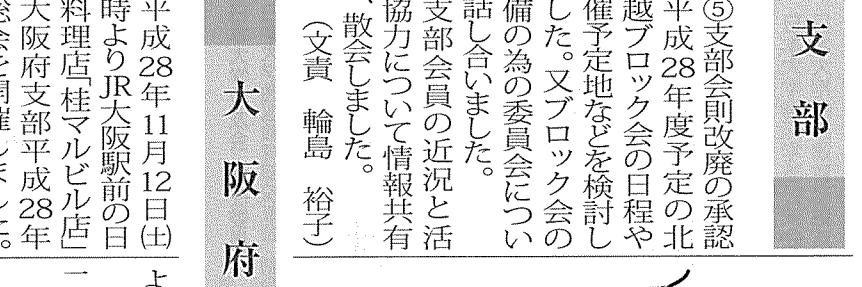 支部
⑤支部会則改廃の承認
平成28年度予定の北
越ブロック会の日程や
催予定地などを検討し
した。又ブロック会の
備の為の委員会につい
話し合いました。
支部会員の近況と活
協力について情報共有
、散会しました。
(文責 輪島 裕子)
大阪府
平成28年11月12日㈯
時よりJR大阪駅前の日
料理店「桂マルビル店」
大阪府支部平成28年
総会を開催しました。
よ
一